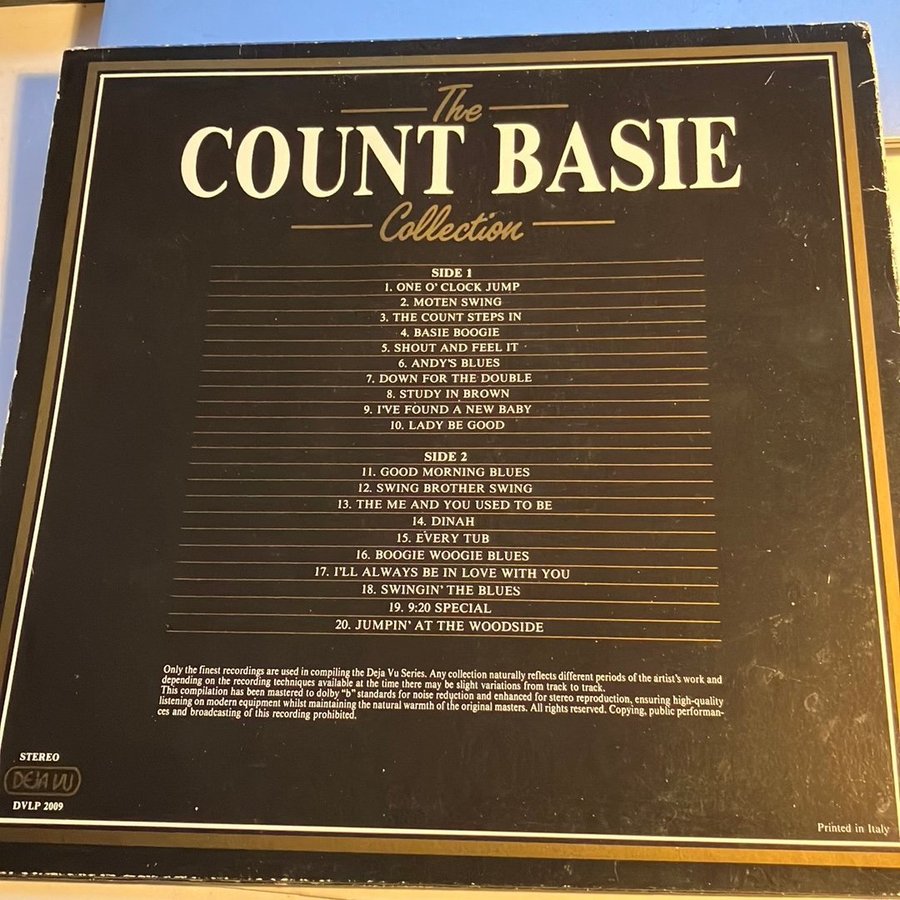 The
COUNT BASIE
Collection
SIDE 1
1. ONE O' CLOCK JUMP
2. MOTEN SWING
3. THE COUNT STEPS IN
4. BASIE BOOGIE
5. SHOUT AND FEEL IT
6. ANDY'S BLUES
7. DOWN FOR THE DOUBLE
8. STUDY IN BROWN
9. I'VE FOUND A NEW BABY
10. LADY BE GOOD
SIDE 2
11. GOOD MORNING BLUES
12. SWING BROTHER SWING
13. THE ME AND YOU USED TO BE
14. DINAH
15. EVERY TUB
16. BOOGIE WOOGIE BLUES
17. I'LL ALWAYS BE IN LOVE WITH YOU
18. SWINGIN' THE BLUES
19. 9:20 SPECIAL
20. JUMPIN' AT THE WOODSIDE
Only the finest recordings are used in compiling the Deja Vu Series. Any collection naturally reflects different periods of the artist's work and
depending on the recording techniques available at the time there may be slight variations from track to track.
This compilation has been mastered to dolby "b" standards for noise reduction and enhanced for stereo reproduction, ensuring high-quality
listening on modern equipment whilst maintaining the natural warmth of the original masters. All rights reserved. Copying, public performan-
ces and broadcasting of this recording prohibited.
STEREO
DEJA VU
DVLP 2009
Printed in Italy